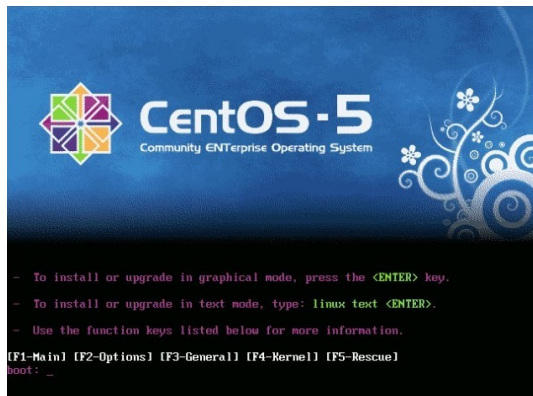 CentOS-5
Community ENTerprise Operating System
- To install or upgrade in graphical mode, press the <ENTER> key.
- To install or upgrade in text mode, type: linux text <ENTER>.
- Use the function keys listed below for more information.
[F1-Main] [F2-Options] [F3-General] [F4-Kernel] [F5-Rescue]
boot: _